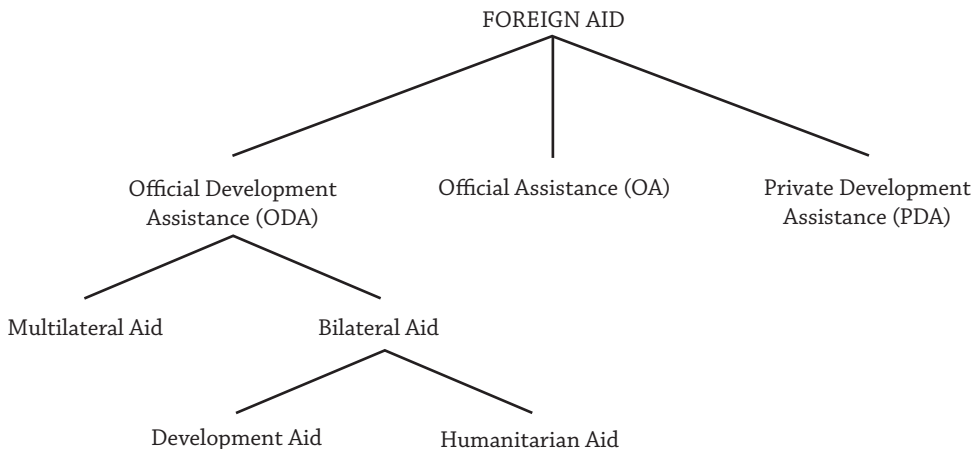 FOREIGN AID
Official Development
Assistance (ODA)
Official Assistance (OA)
Private Development
Assistance (PDA)
Multilateral Aid
Bilateral Aid
Development Aid
Humanitarian Aid